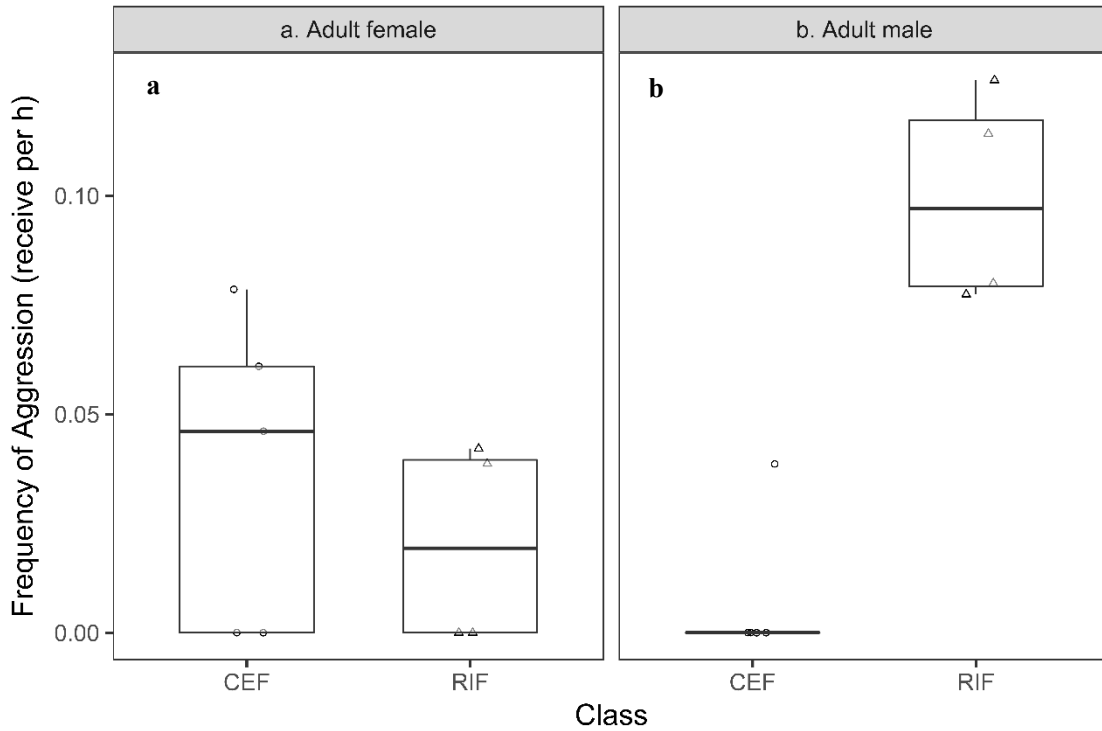 a. Adult female
b. Adult male
a
b
Frequency of Aggression (receive per h)
0.10
0.05
0.00
CEF
RIF
CEF
RIF
Class